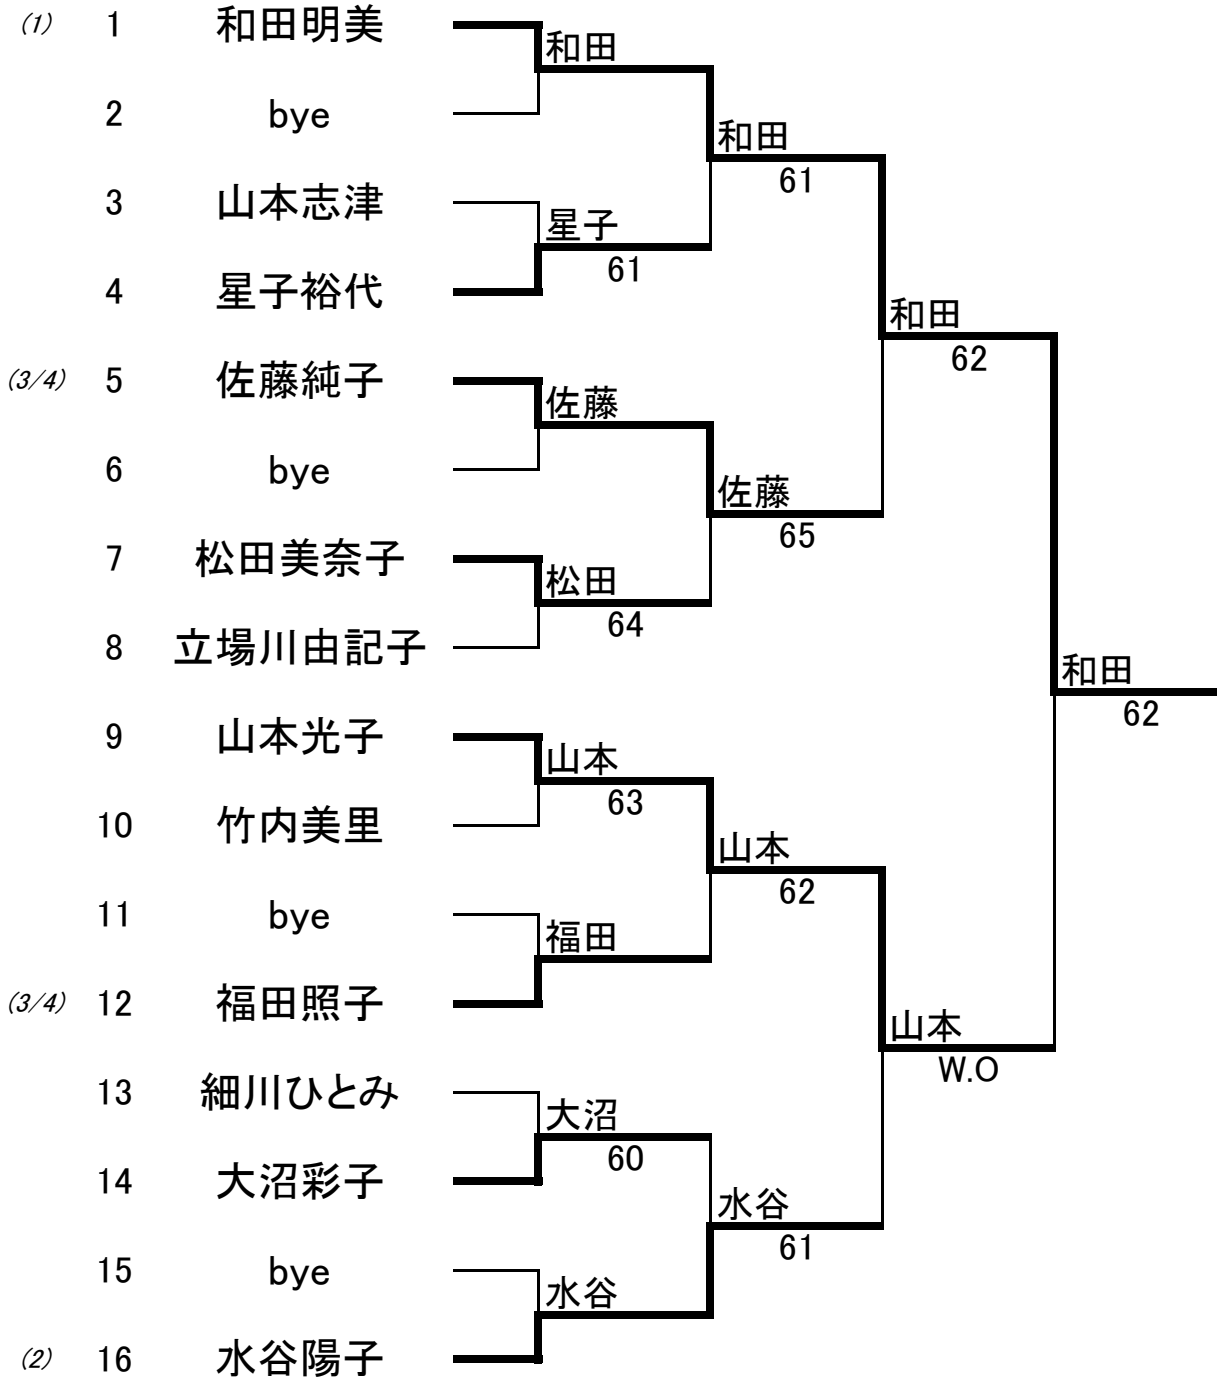 (1) 1 和田明美
和田
2 bye
和田
61
3 山本志津
星子
61
4 星子裕代
和田
62
(3/4) 5 佐藤純子
佐藤
6 bye
佐藤
65
7 松田美奈子
松田
64
8 立場川由記子
和田
62
9 山本光子
山本
63
10 竹内美里
山本
62
11 bye
福田
(3/4) 12 福田照子
山本
W.O
13 細川ひとみ
大沼
60
14 大沼彩子
水谷
61
15 bye
水谷
(2) 16 水谷陽子